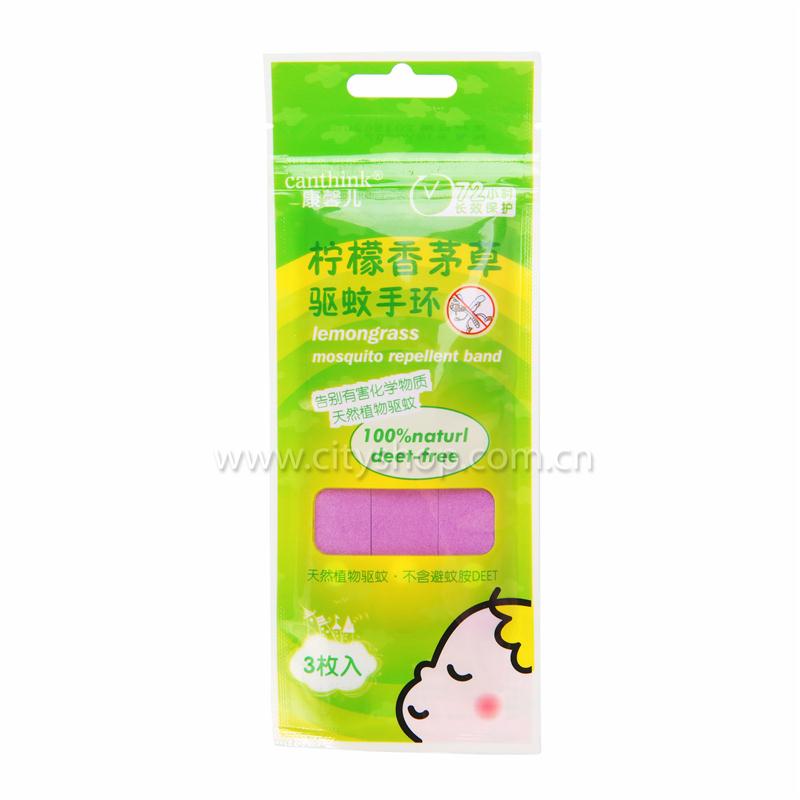 canthink®
康馨儿
72小时
长效保护
柠檬香茅草
驱蚊手环
lemongrass
mosquito repellent band
告别有害化学物质
天然植物驱蚊
100%naturl
deet-free
www.cityshop.com.cn
天然植物驱蚊·不含避蚊胺DEET
3枚入